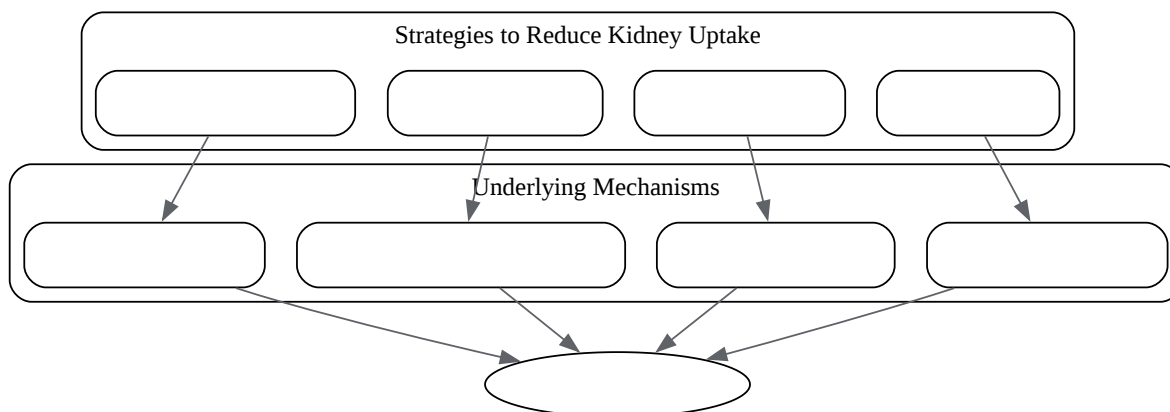 Strategies to Reduce Kidney Uptake
Underlying Mechanisms